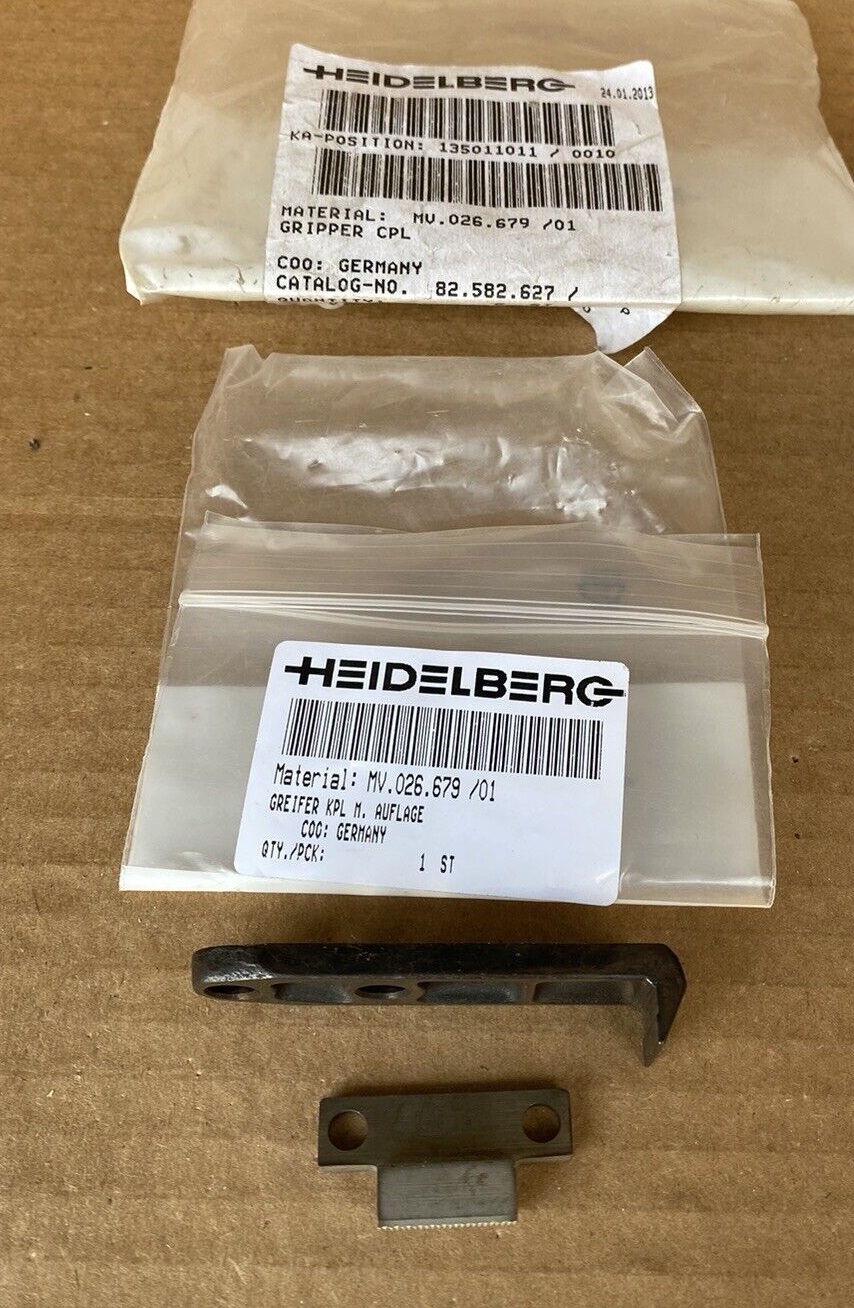 HEIDELBERG
24.01.2013
KA-POSITION: 135011011 / 0010
MATERIAL: MV.026.679 /01
GRIPPER CPL
COO: GERMANY
CATALOG-NO. 82.582.627 /
QUANTITY:
HEIDELBERG
Material: MV.026.679 /01
GREIFER KPL M. AUFLAGE
COO: GERMANY
QTY./PCK: 1 ST